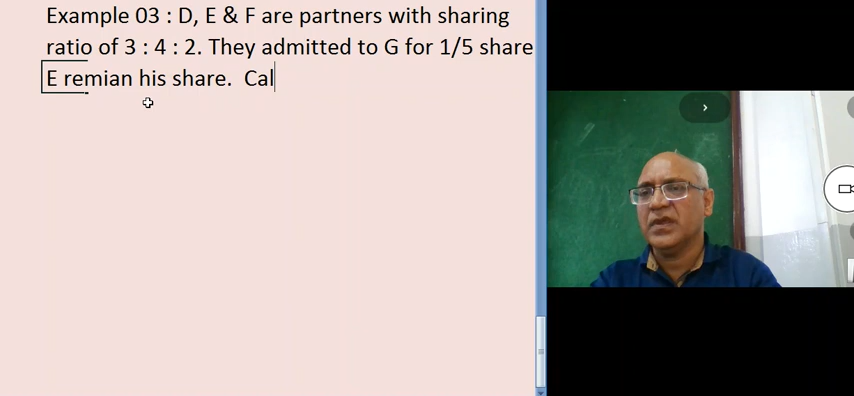 Example 03 : D, E & F are partners with sharing
ratio of 3 : 4 : 2. They admitted to G for 1/5 share
E remian his share.  Cal